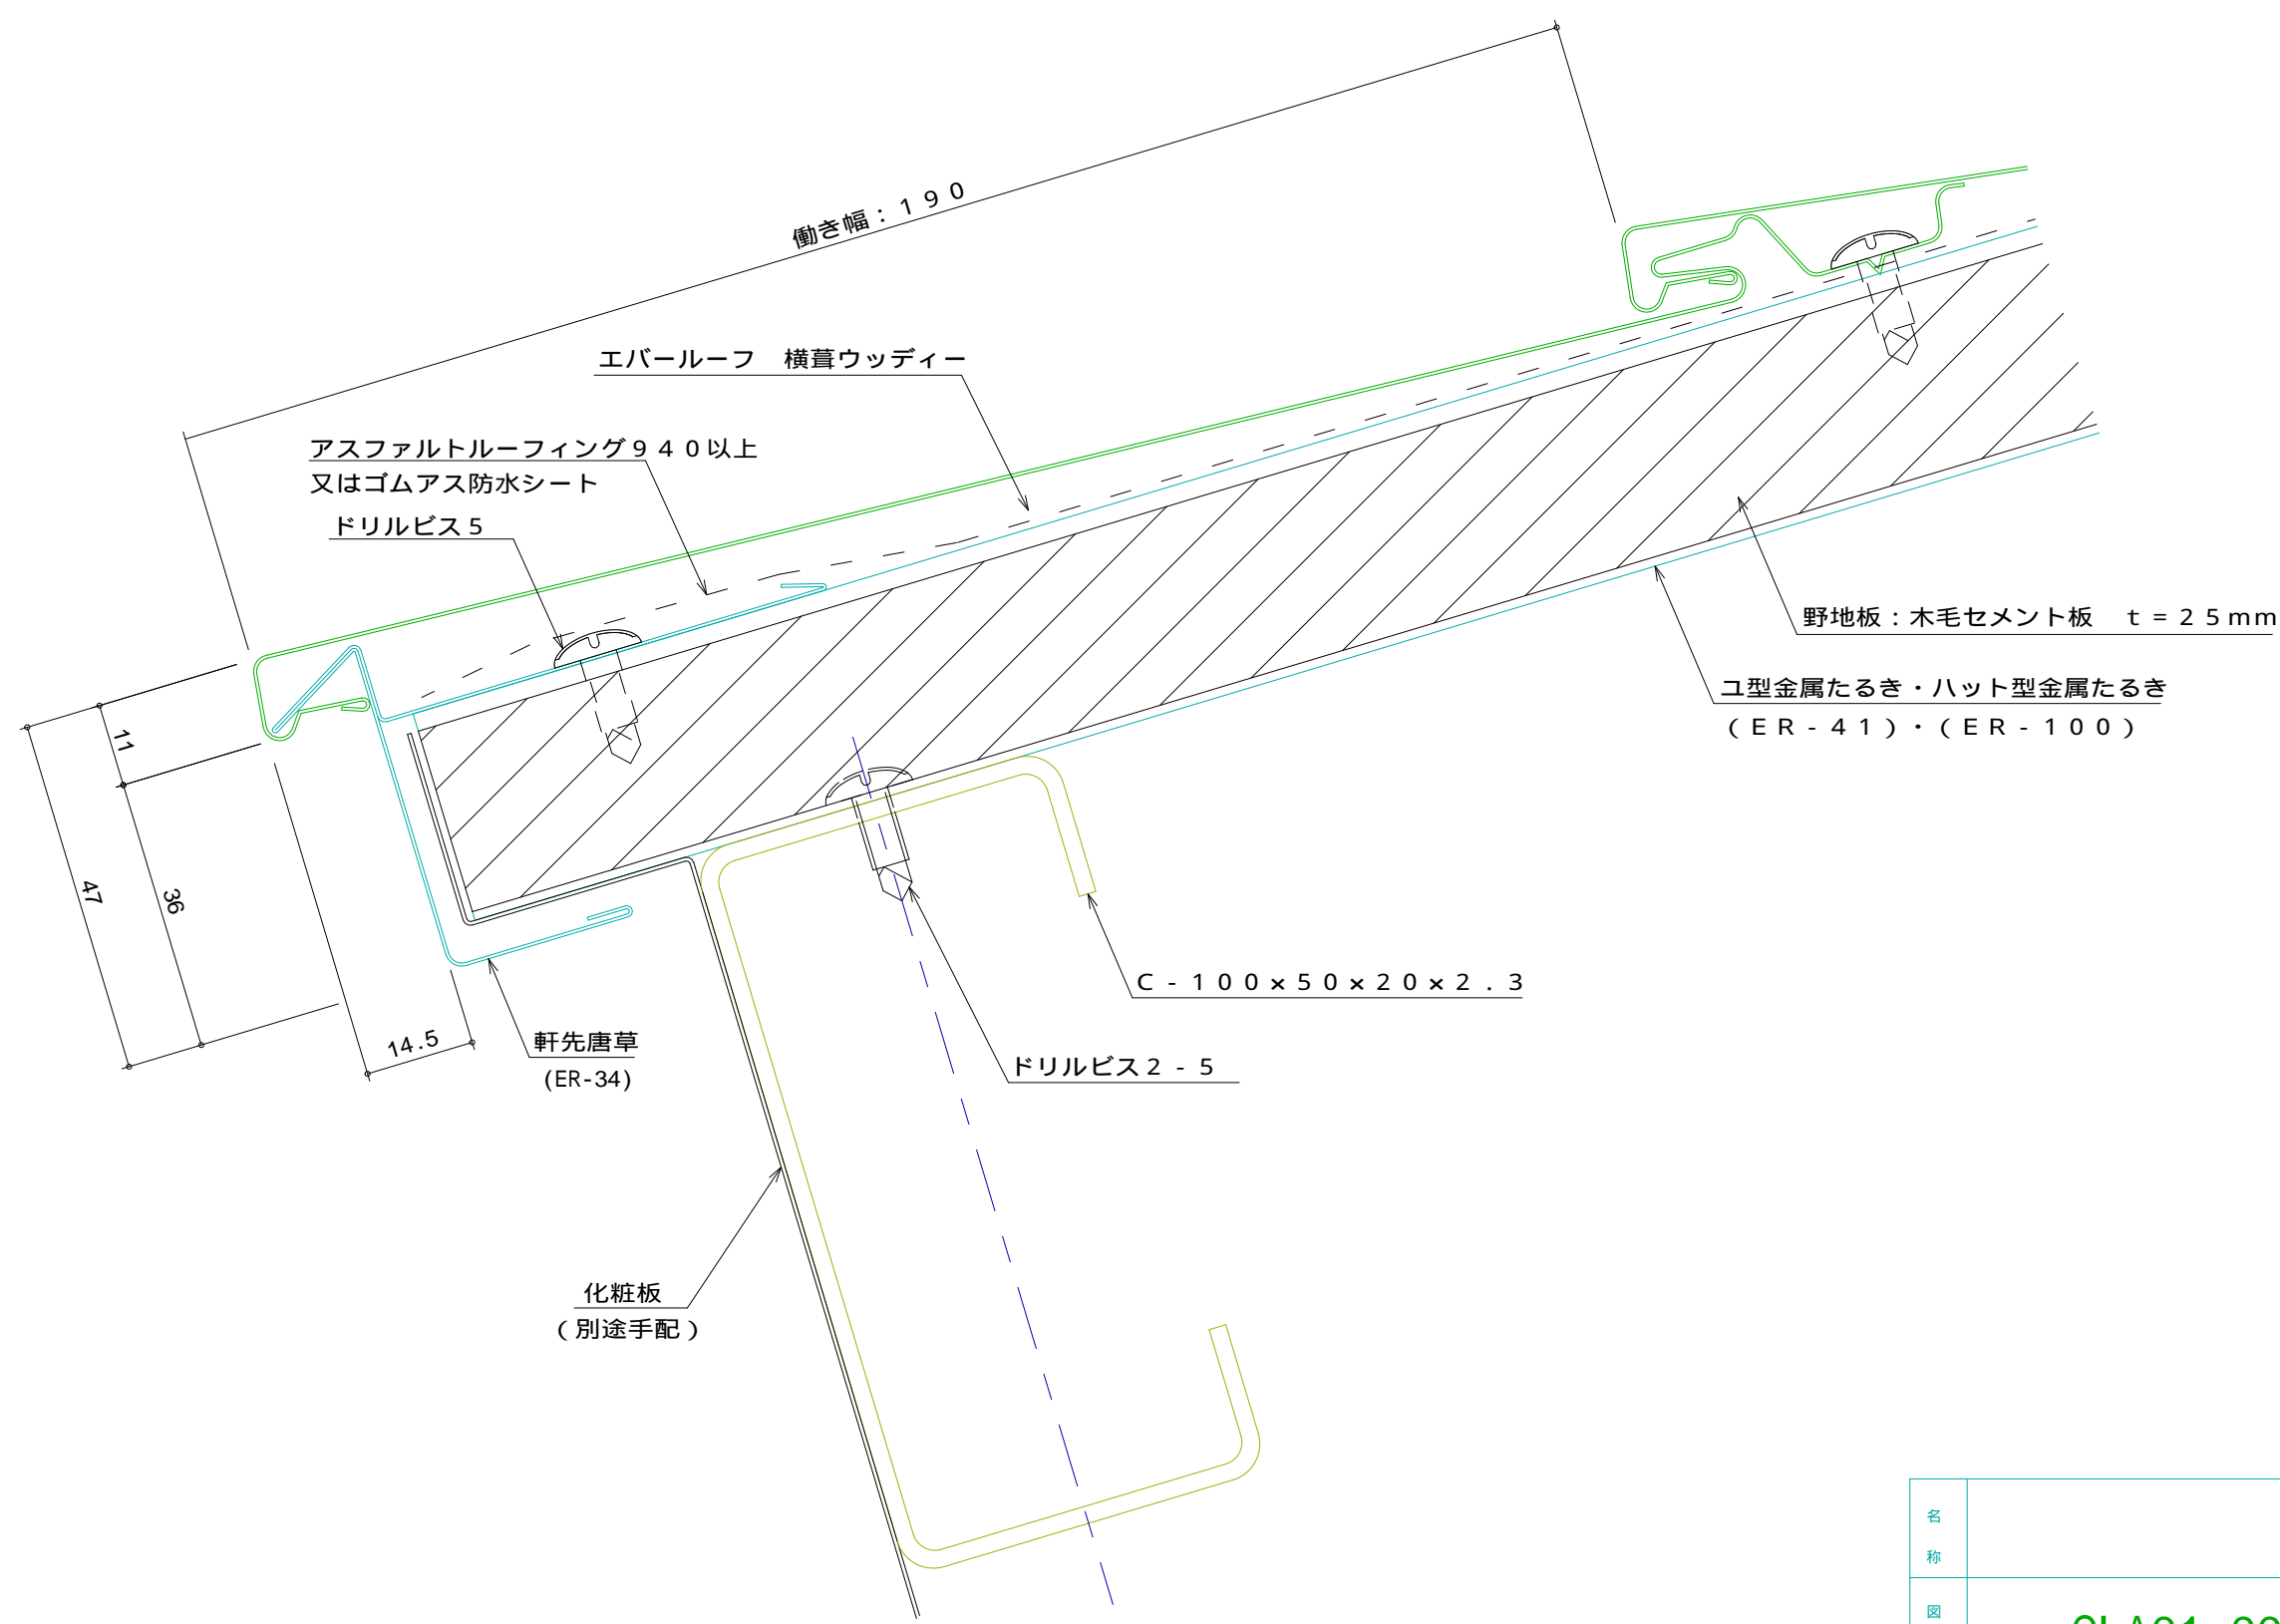 働き幅：１９０
エバールーフ　横葺ウッディー
アスファルトルーフィング９４０以上
又はゴムアス防水シート
ドリルビス５
野地板：木毛セメント板　ｔ＝２５mm
ユ型金属たるき・ハット型金属たるき
（ＥＲ-４１）・（ＥＲ-１００）
11
47
36
14.5
軒先唐草
(ER-34)
Ｃ-１００×５０×２０×２．３
ドリルビス２-５
化粧板
（別途手配）
名
称
図